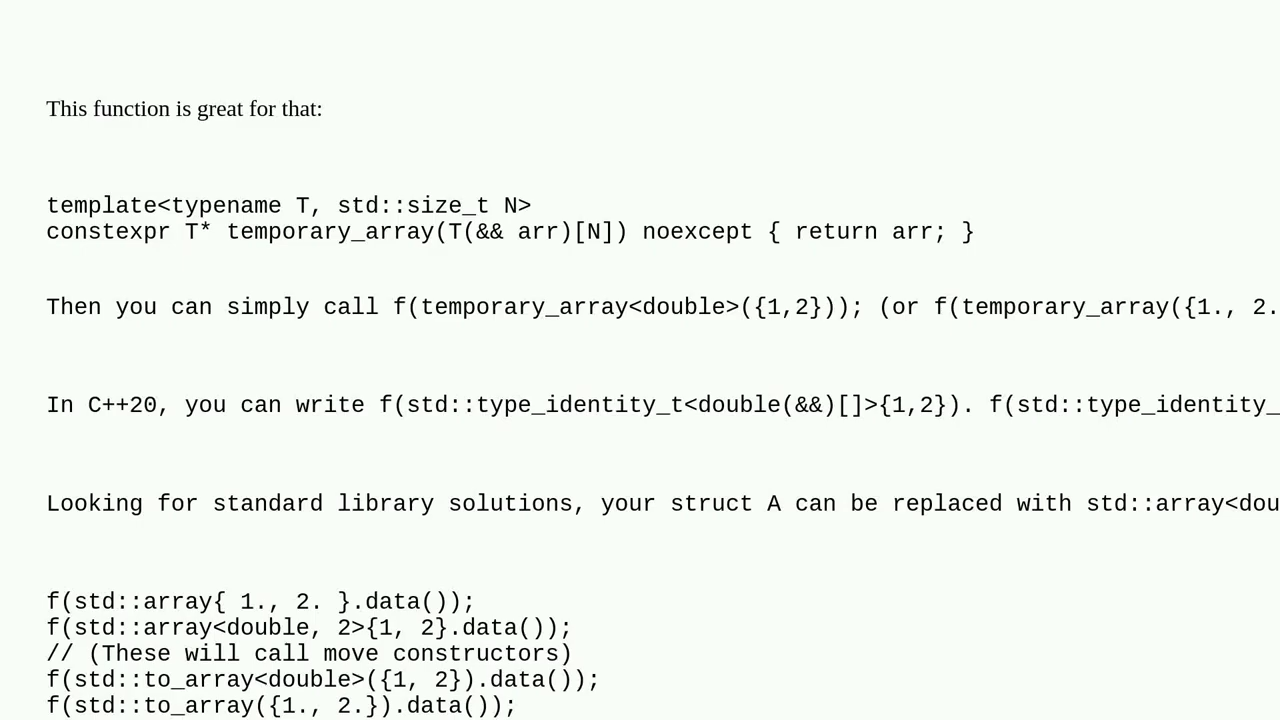 This function is great for that:
template<typename T, std::size_t N>
constexpr T* temporary_array(T(&& arr)[N]) noexcept { return arr; }
Then you can simply call f(temporary_array<double>({1,2})); (or f(temporary_array({1., 2.
In C++20, you can write f(std::type_identity_t<double(&&)[]>{1,2}). f(std::type_identity_
Looking for standard library solutions, your struct A can be replaced with std::array<dou
f(std::array{ 1., 2. }.data());
f(std::array<double, 2>{1, 2}.data());
// (These will call move constructors)
f(std::to_array<double>({1, 2}).data());
f(std::to_array({1., 2.}).data());